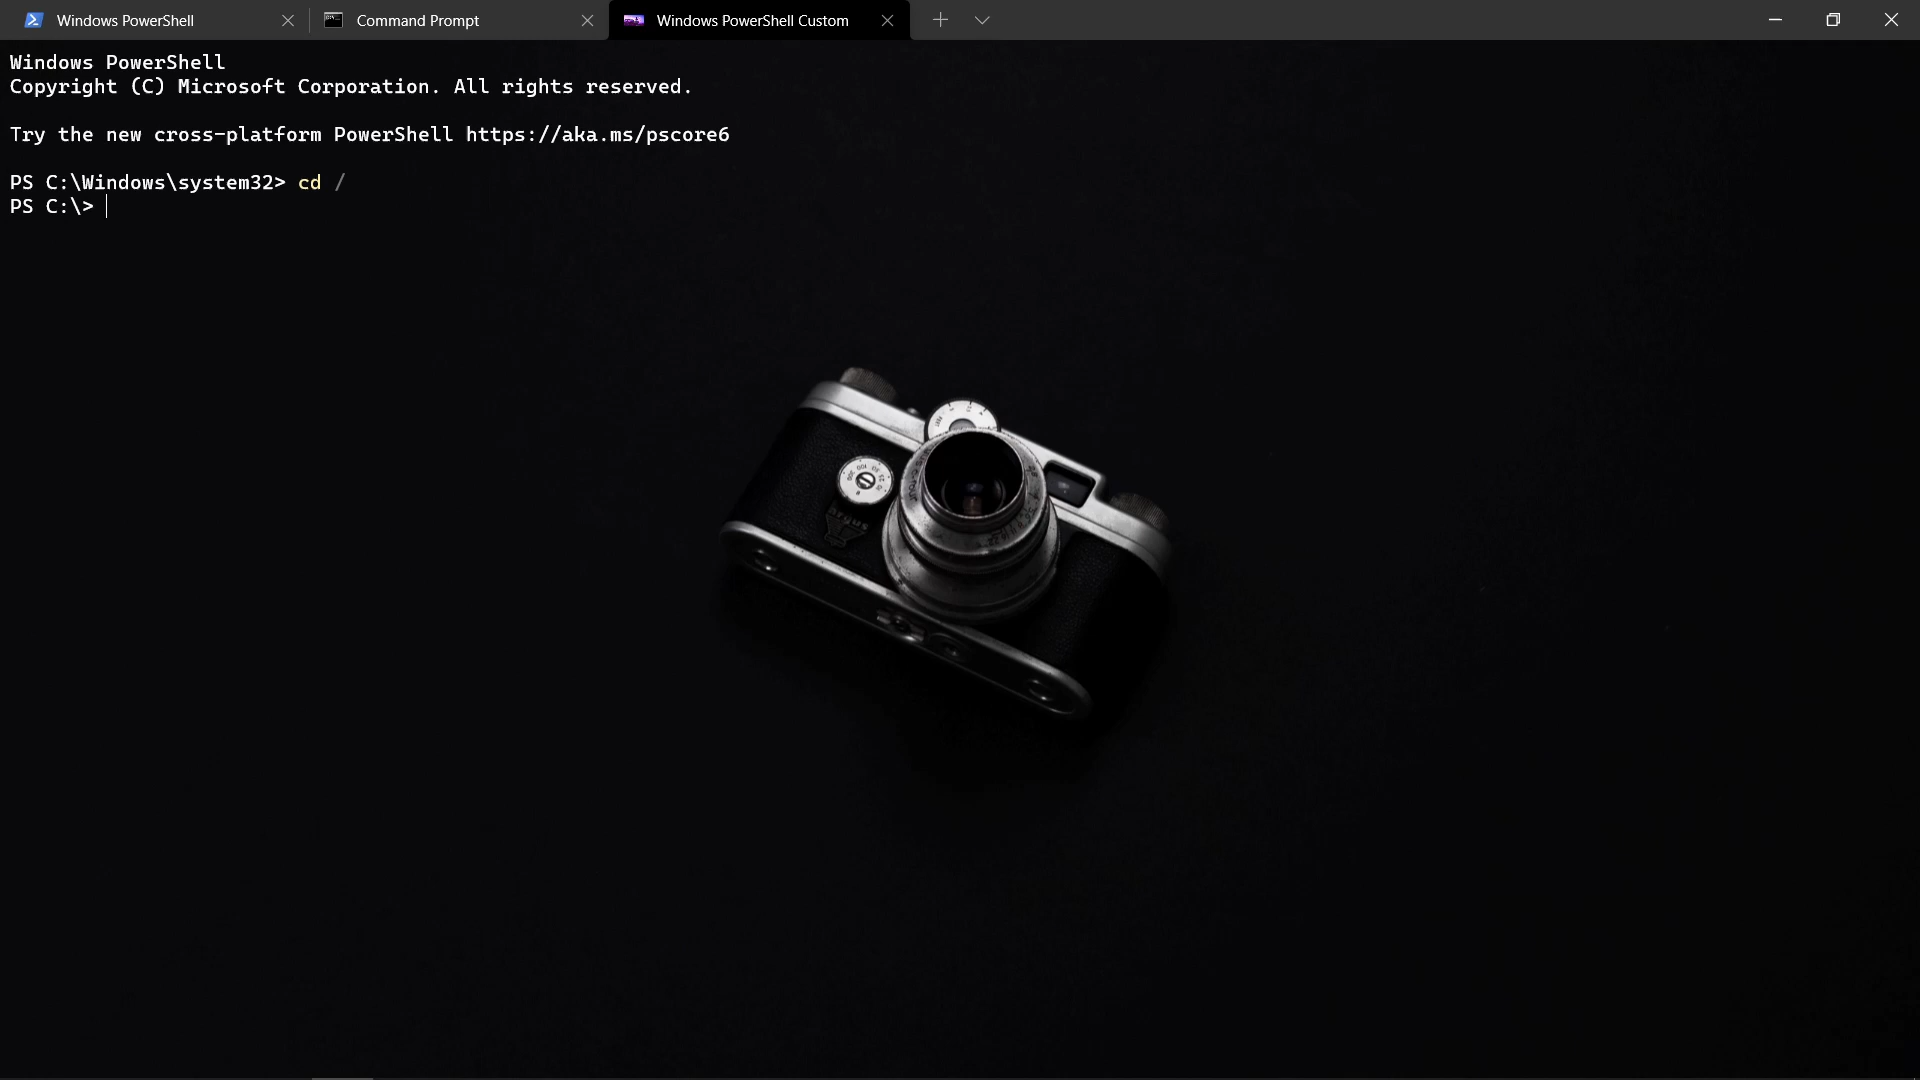 Windows PowerShell
Command Prompt
Windows PowerShell Custom
Windows PowerShell
Copyright (C) Microsoft Corporation. All rights reserved.
Try the new cross-platform PowerShell https://aka.ms/pscore6
PS C:\Windows\system32> cd /
PS C:\>
argus